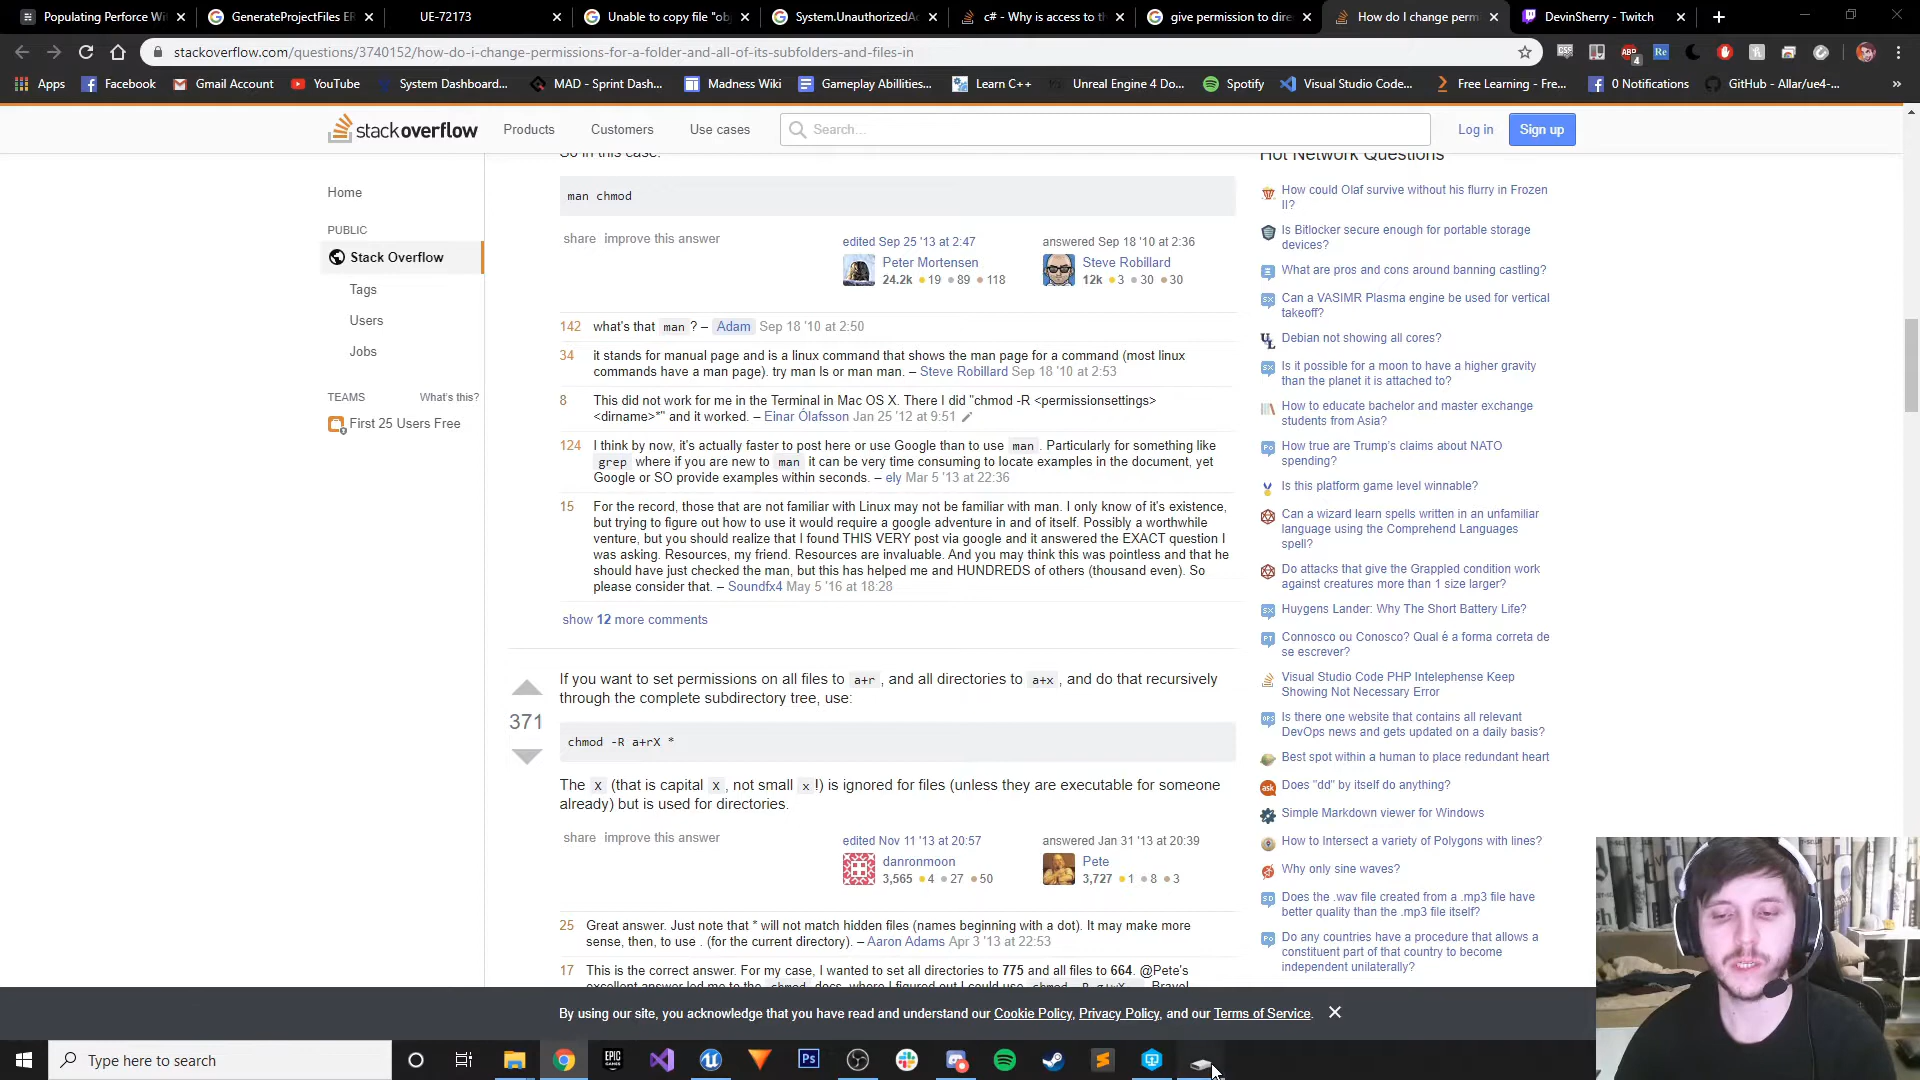 Populating Perforce Wi
GenerateProjectFiles ER
UE-72173
Unable to copy file "ob
System.UnauthorizedA
c# - Why is access to th
give permission to dire
How do I change perm
DevinSherry - Twitch
stackoverflow.com/questions/3740152/how-do-i-change-permissions-for-a-folder-and-all-of-its-subfolders-and-files-in
Apps
Facebook
Gmail Account
YouTube
System Dashboard...
MAD - Sprint Dash...
Madness Wiki
Gameplay Abillities...
Learn C++
Unreal Engine 4 Do...
Spotify
Visual Studio Code...
Free Learning - Fre...
0 Notifications
GitHub - Allar/ue4-...
stackoverflow
Products
Customers
Use cases
Search...
Log in
Sign up
Home
PUBLIC
Stack Overflow
Tags
Users
Jobs
TEAMS What's this?
First 25 Users Free
So in this case:
man chmod
share improve this answer
edited Sep 25 '13 at 2:47
Peter Mortensen
24.2k 19 89 118
answered Sep 18 '10 at 2:36
Steve Robillard
12k 3 30 30
142 what's that man ? – Adam Sep 18 '10 at 2:50
34 it stands for manual page and is a linux command that shows the man page for a command (most linux
commands have a man page). try man ls or man man. – Steve Robillard Sep 18 '10 at 2:53
8 This did not work for me in the Terminal in Mac OS X. There I did "chmod -R <permissionsettings>
<dirname>*" and it worked. – Einar Ólafsson Jan 25 '12 at 9:51
124 I think by now, it's actually faster to post here or use Google than to use man . Particularly for something like
grep where if you are new to man it can be very time consuming to locate examples in the document, yet
Google or SO provide examples within seconds. – ely Mar 5 '13 at 22:36
15 For the record, those that are not familiar with Linux may not be familiar with man. I only know of it's existence,
but trying to figure out how to use it would require a google adventure in and of itself. Possibly a worthwhile
venture, but you should realize that I found THIS VERY post via google and it answered the EXACT question I
was asking. Resources, my friend. Resources are invaluable. And you may think this was pointless and that he
should have just checked the man, but this has helped me and HUNDREDS of others (thousand even). So
please consider that. – Soundfx4 May 5 '16 at 18:28
show 12 more comments
371
If you want to set permissions on all files to a+r , and all directories to a+x , and do that recursively
through the complete subdirectory tree, use:
chmod -R a+rX *
The X (that is capital X , not small x !) is ignored for files (unless they are executable for someone
already) but is used for directories.
share improve this answer
edited Nov 11 '13 at 20:57
danronmoon
3,565 4 27 50
answered Jan 31 '13 at 20:39
Pete
3,727 1 8 3
25 Great answer. Just note that * will not match hidden files (names beginning with a dot). It may make more
sense, then, to use . (for the current directory). – Aaron Adams Apr 3 '13 at 22:53
17 This is the correct answer. For my case, I wanted to set all directories to 775 and all files to 664. @Pete's
excellent answer led me to the chmod docs, where I figured out I could use chmod -R
Bravo!
Hot Network Questions
How could Olaf survive without his flurry in Frozen
II?
Is Bitlocker secure enough for portable storage
devices?
What are pros and cons around banning castling?
Can a VASIMR Plasma engine be used for vertical
takeoff?
Debian not showing all cores?
Is it possible for a moon to have a higher gravity
than the planet it is attached to?
How to educate bachelor and master exchange
students from Asia?
How true are Trump's claims about NATO
spending?
Is this platform game level winnable?
Can a wizard learn spells written in an unfamiliar
language using the Comprehend Languages
spell?
Do attacks that give the Grappled condition work
against creatures more than 1 size larger?
Huygens Lander: Why The Short Battery Life?
Connosco ou Conosco? Qual é a forma correta de
se escrever?
Visual Studio Code PHP Intelephense Keep
Showing Not Necessary Error
Is there one website that contains all relevant
DevOps news and gets updated on a daily basis?
Best spot within a human to place redundant heart
Does "dd" by itself do anything?
Simple Markdown viewer for Windows
How to Intersect a variety of Polygons with lines?
Why only sine waves?
Does the .wav file created from a .mp3 file have
better quality than the .mp3 file itself?
Do any countries have a procedure that allows a
constituent part of that country to become
independent unilaterally?
By using our site, you acknowledge that you have read and understand our Cookie Policy, Privacy Policy, and our Terms of Service.
Type here to search